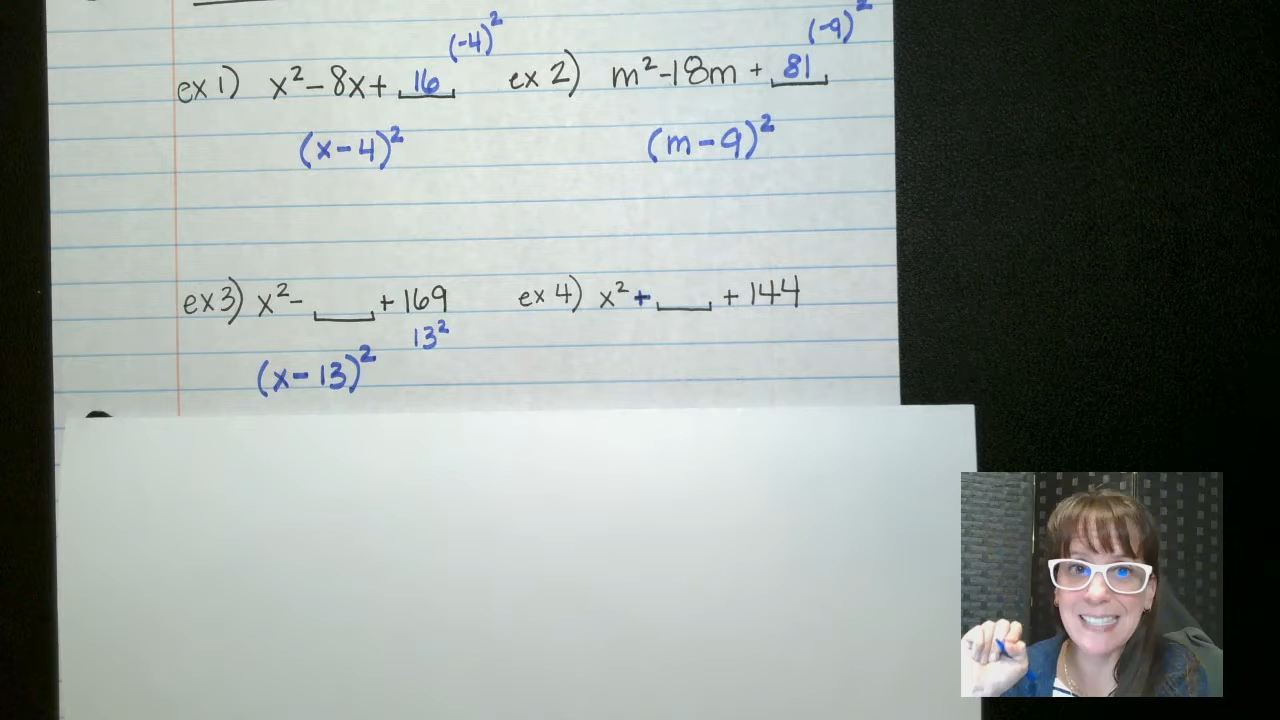 (-4)² (-9)²
ex 1) x² - 8x + 16 ex 2) m² - 18m + 81
(x - 4)² (m - 9)²
ex 3) x² - ___ + 169 ex 4) x² + ___ + 144
13²
(x - 13)²